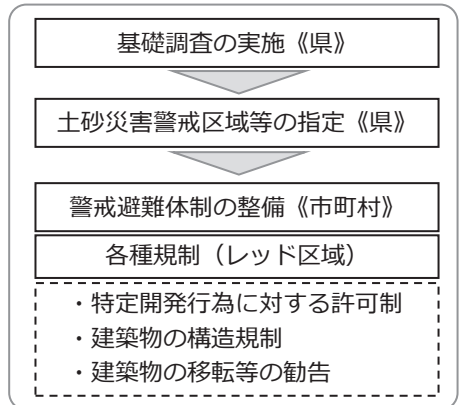 基礎調査の実施《県》
土砂災害警戒区域等の指定《県》
警戒避難体制の整備《市町村》
各種規制（レッド区域）
・特定開発行為に対する許可制
・建築物の構造規制
・建築物の移転等の勧告